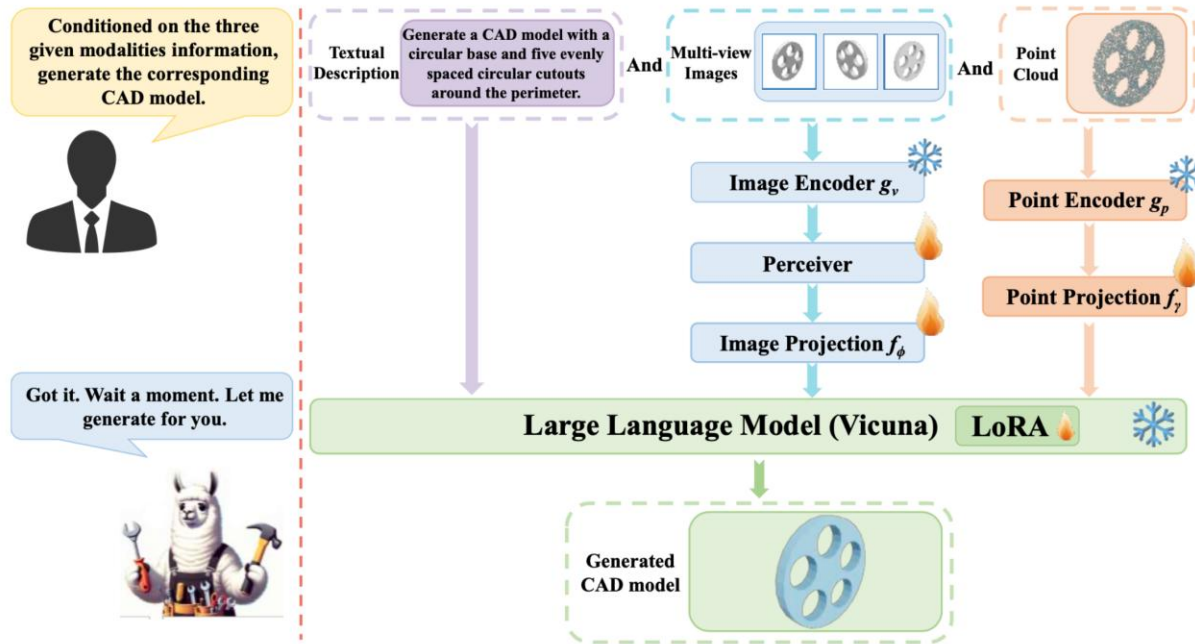 Conditioned on the three
given modalities information,
generate the corresponding
CAD model.
Got it. Wait a moment. Let me
generate for you.
Textual
Description
Generate a CAD model with a
circular base and five evenly
spaced circular cutouts
around the perimeter.
And
Multi-view
Images
And
Point
Cloud
Image Encoder gᵥ
Perceiver
Image Projection f_ϕ
Point Encoder gₚ
Point Projection f_γ
Large Language Model (Vicuna) LoRA
Generated
CAD model